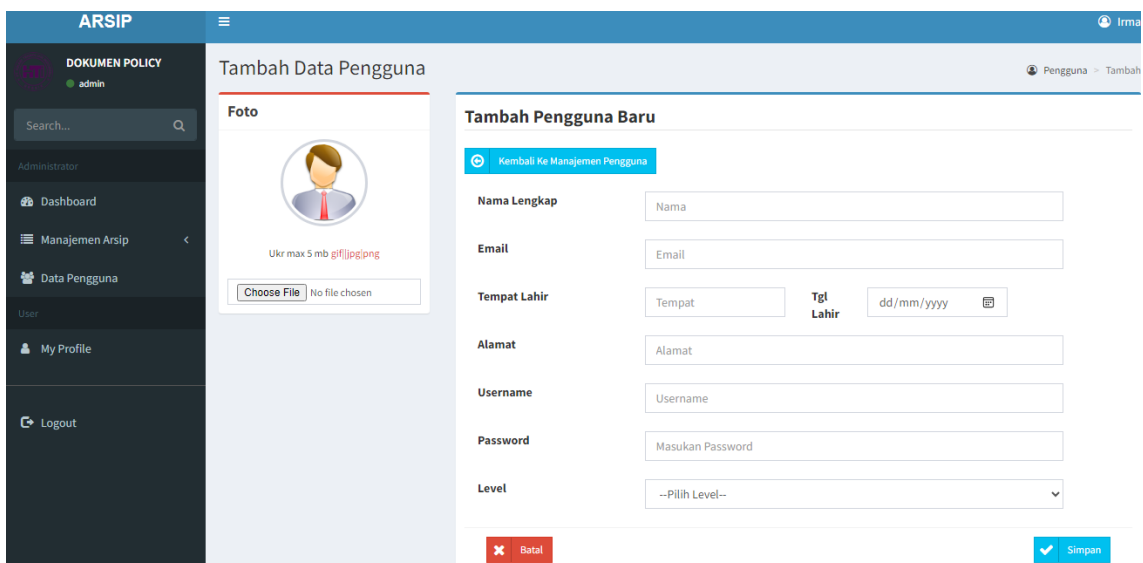 ARSIP
Irma
DOKUMEN POLICY
admin
Search...
Administrator
Dashboard
Manajemen Arsip
Data Pengguna
User
My Profile
Logout
Tambah Data Pengguna
Pengguna > Tambah
Foto
Ukr max 5 mb gif||jpg|png
Choose File No file chosen
Tambah Pengguna Baru
Kembali Ke Manajemen Pengguna
Nama Lengkap
Nama
Email
Email
Tempat Lahir
Tempat
Tgl
Lahir
dd/mm/yyyy
Alamat
Alamat
Username
Username
Password
Masukan Password
Level
--Pilih Level--
Batal
Simpan